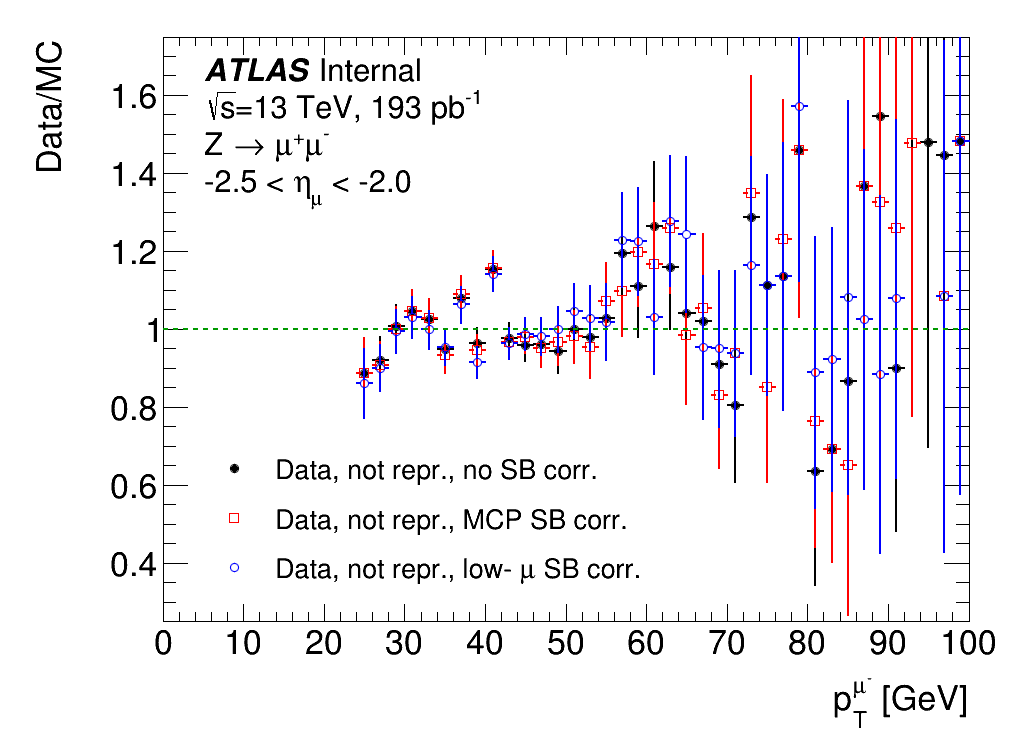 Data/MC
ATLAS Internal
√s=13 TeV, 193 pb⁻¹
Z → μ⁺μ⁻
-2.5 < ημ < -2.0
1.6
1.4
1.2
1
0.8
0.6
0.4
Data, not repr., no SB corr.
Data, not repr., MCP SB corr.
Data, not repr., low- μ SB corr.
0 10 20 30 40 50 60 70 80 90 100
p_T^μ⁻ [GeV]